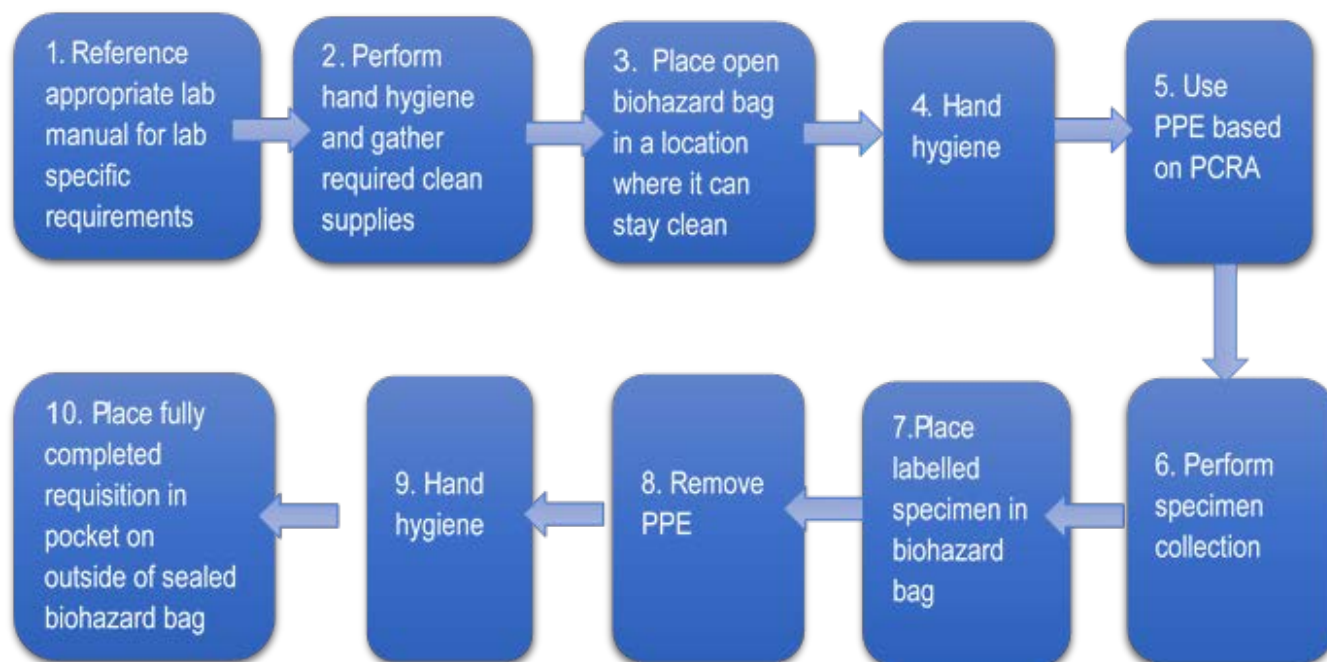 1. Reference
appropriate lab
manual for lab
specific
requirements
2. Perform
hand hygiene
and gather
required clean
supplies
3. Place open
biohazard bag
in a location
where it can
stay clean
4. Hand
hygiene
5. Use
PPE based
on PCRA
6. Perform
specimen
collection
7.Place
labelled
specimen in
biohazard
bag
8. Remove
PPE
9. Hand
hygiene
10. Place fully
completed
requisition in
pocket on
outside of sealed
biohazard bag